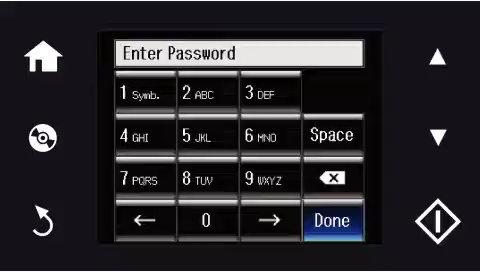 Enter Password
1 Symb. 2 ABC 3 DEF
4 GHI 5 JKL 6 MNO Space
7 PQRS 8 TUV 9 WXYZ
← 0 → Done